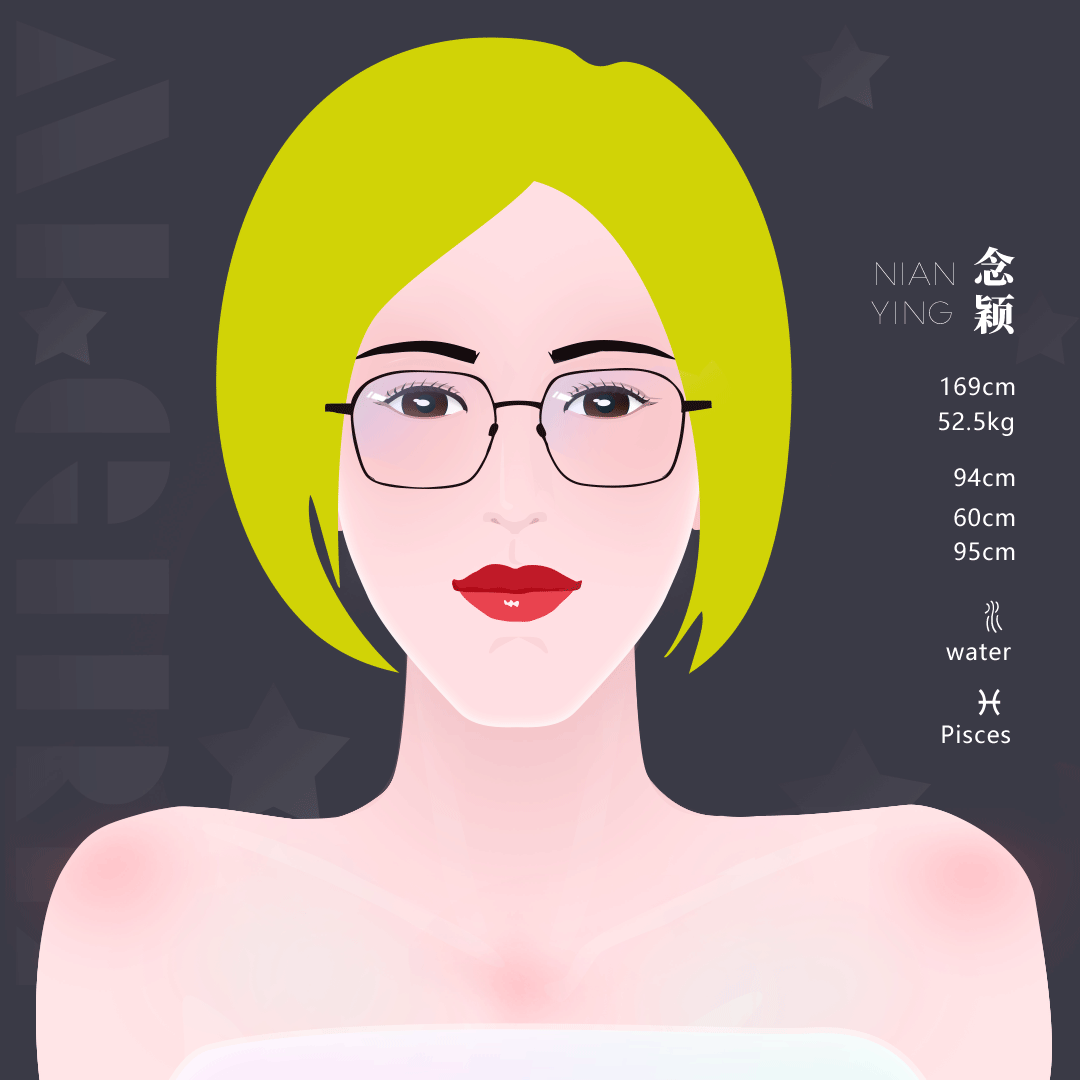 念颖
NIAN
YING
169cm
52.5kg
94cm
60cm
95cm
water
Pisces